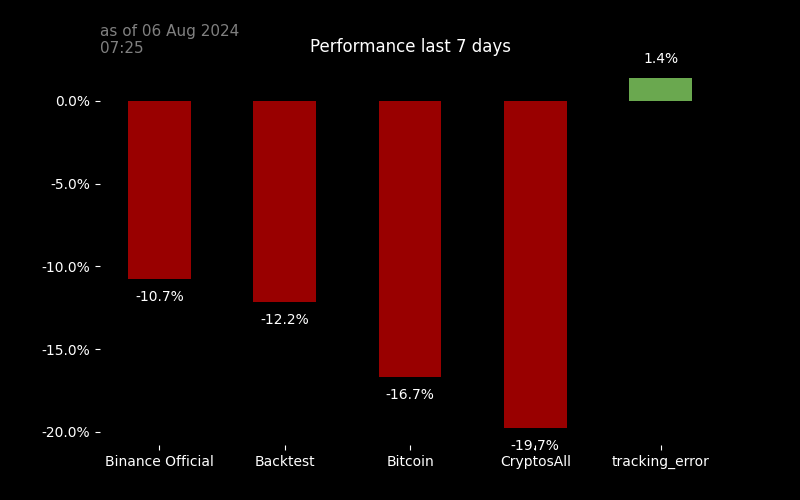 as of 06 Aug 2024
07:25
Performance last 7 days
1.4%
0.0%
-5.0%
-10.0%
-10.7%
-12.2%
-15.0%
-16.7%
-20.0%
-19.7%
Binance Official
Backtest
Bitcoin
CryptosAll
tracking_error